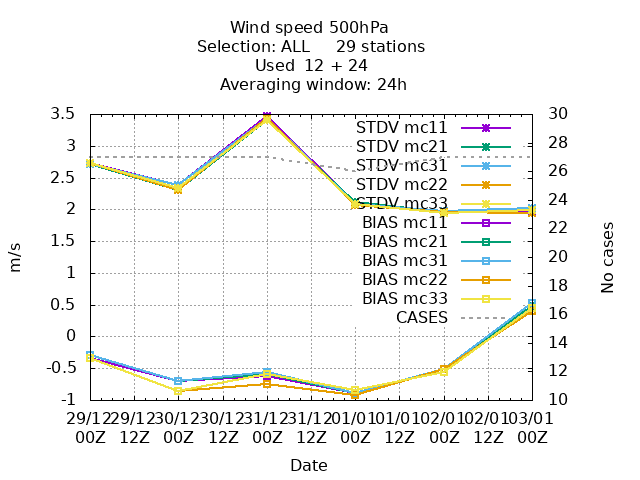 Wind speed 500hPa
Selection: ALL     29 stations
Used  12 + 24
Averaging window: 24h
3.5
3
2.5
2
1.5
1
0.5
0
-0.5
-1
30
28
26
24
22
20
18
16
14
12
10
m/s
No cases
STDV mc11
STDV mc21
STDV mc31
STDV mc22
STDV mc33
BIAS mc11
BIAS mc21
BIAS mc31
BIAS mc22
BIAS mc33
CASES
29/12 29/12 30/12 30/12 31/12 31/12 01/01 01/01 02/01 02/01 03/01
00Z 12Z 00Z 12Z 00Z 12Z 00Z 12Z 00Z 12Z 00Z
Date